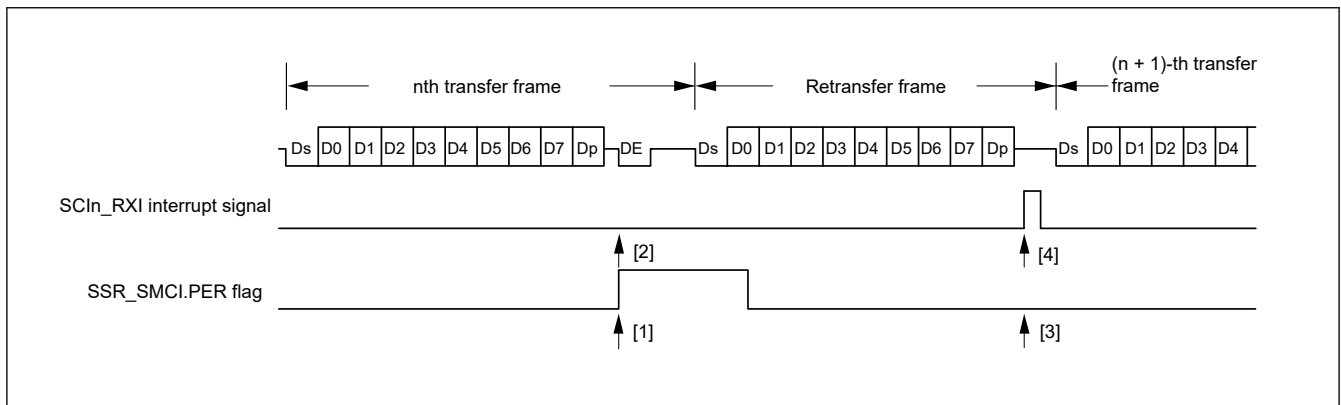 nth transfer frame
Retransfer frame
(n + 1)-th transfer
frame
Ds D0 D1 D2 D3 D4 D5 D6 D7 Dp DE Ds D0 D1 D2 D3 D4 D5 D6 D7 Dp Ds D0 D1 D2 D3 D4
SCIn_RXI interrupt signal
[2] [4]
SSR_SMCI.PER flag
[1] [3]